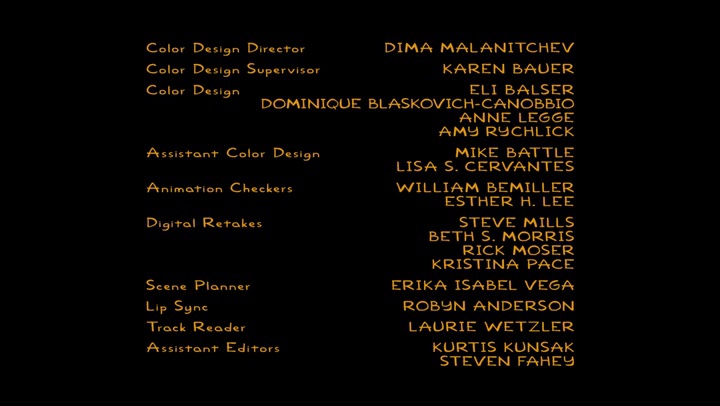 Color Design Director DIMA MALANITCHEV
Color Design Supervisor KAREN BAUER
Color Design ELI BALSER
DOMINIQUE BLASKOVICH-CANOBBIO
ANNE LEGGE
AMY RYCHLICK
Assistant Color Design MIKE BATTLE
LISA S. CERVANTES
Animation Checkers WILLIAM BEMILLER
ESTHER H. LEE
Digital Retakes STEVE MILLS
BETH S. MORRIS
RICK MOSER
KRISTINA PACE
Scene Planner ERIKA ISABEL VEGA
Lip Sync ROBYN ANDERSON
Track Reader LAURIE WETZLER
Assistant Editors KURTIS KUNSAK
STEVEN FAHEY